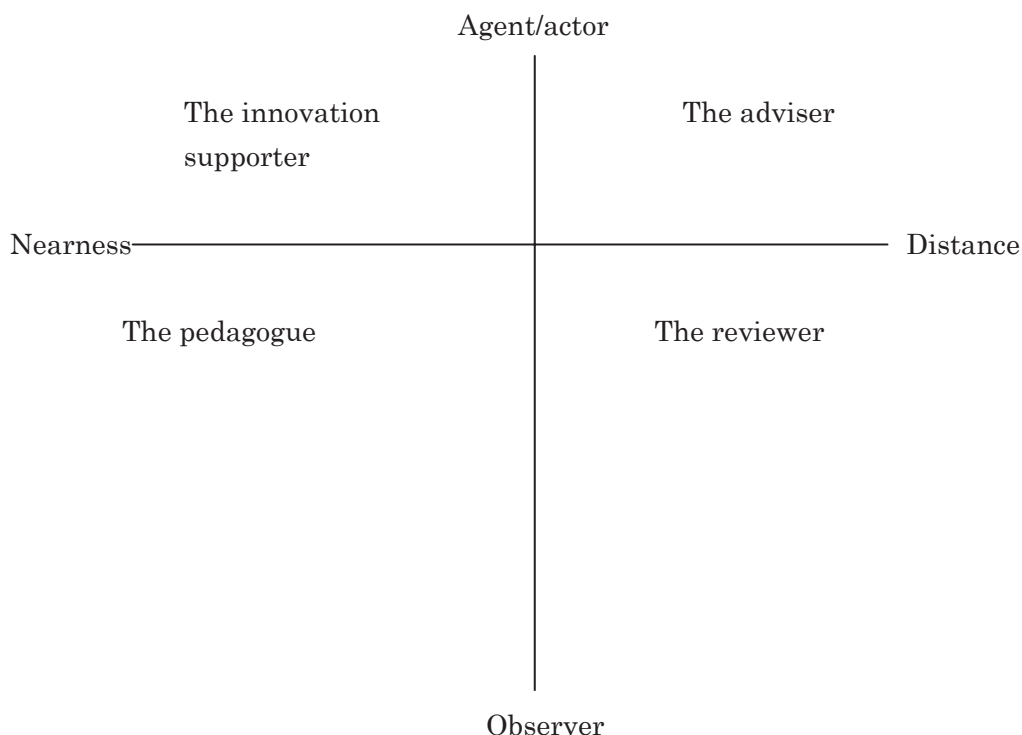 Agent/actor
The innovation
supporter
The adviser
Nearness
Distance
The pedagogue
The reviewer
Observer